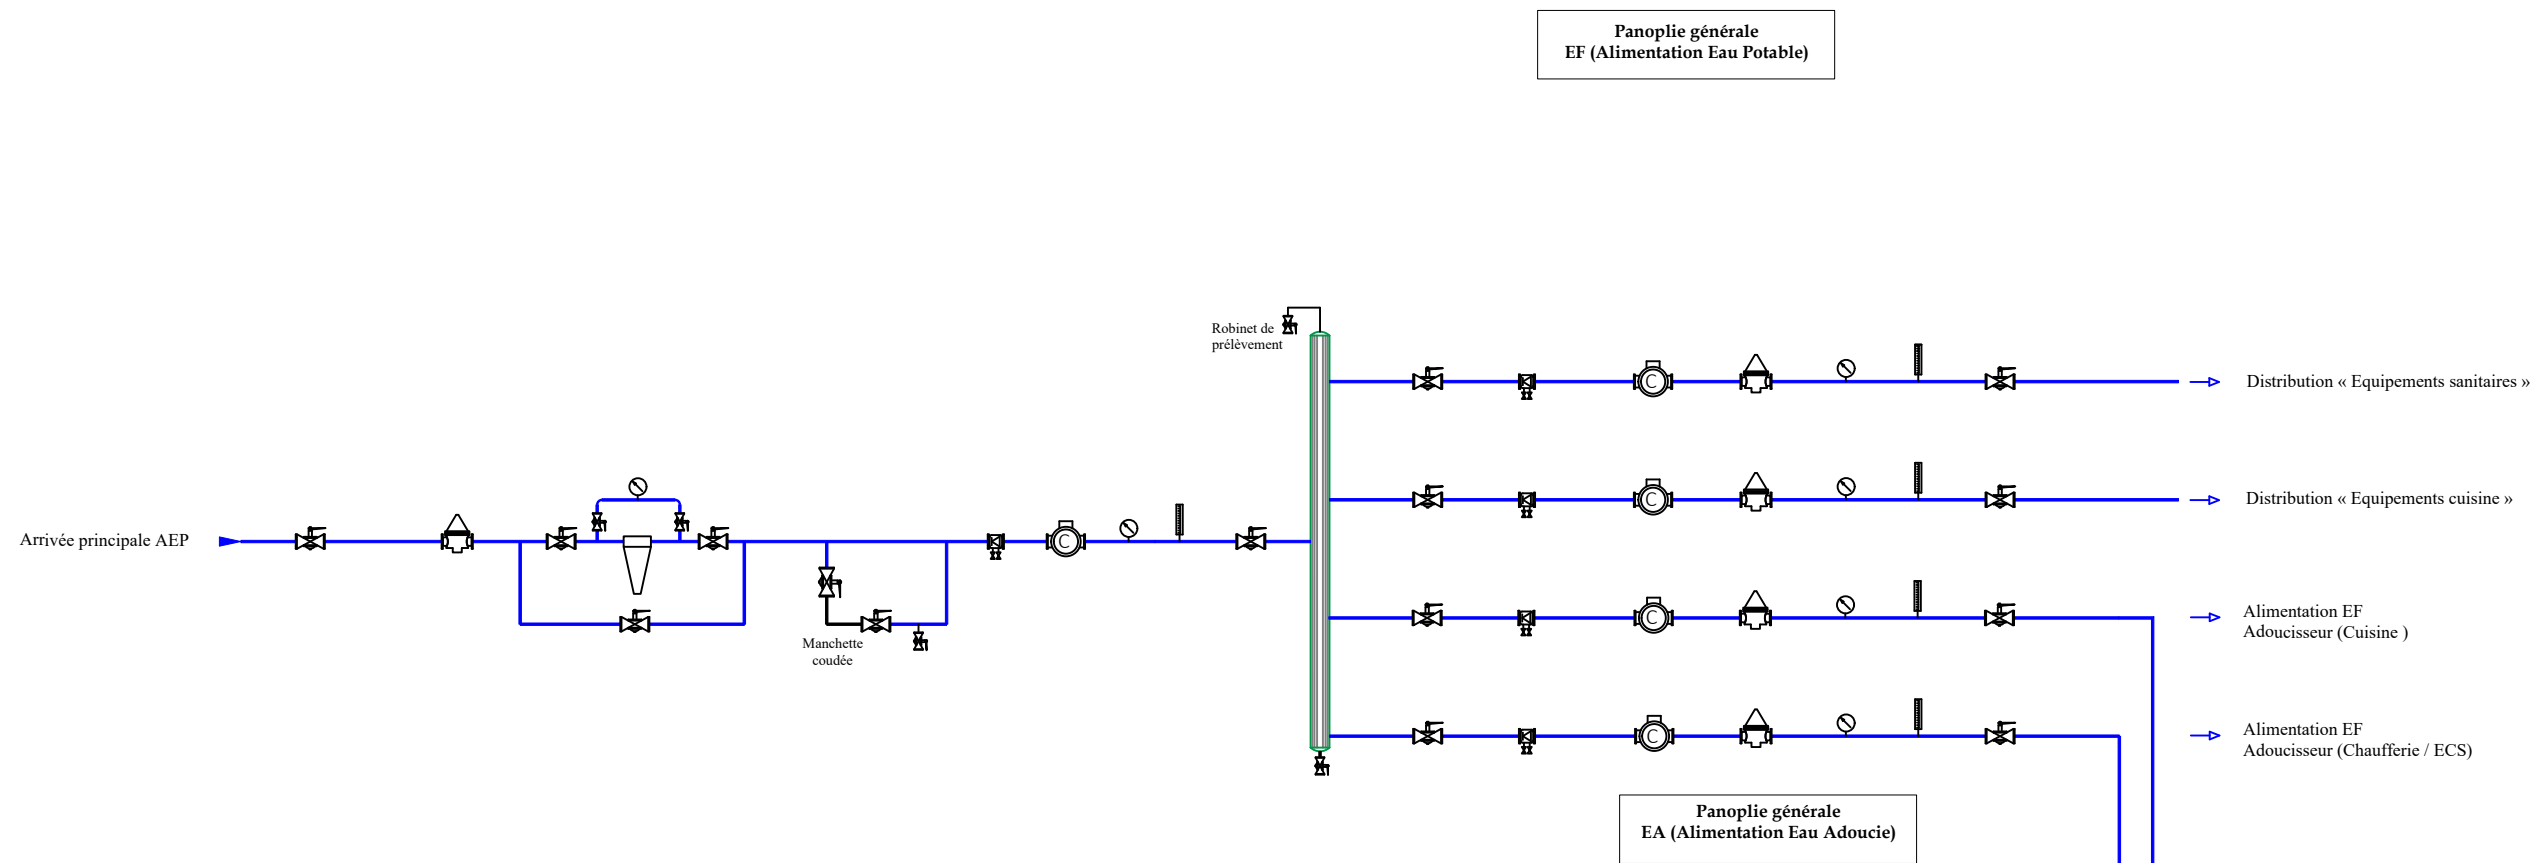 Panoplie générale
EF (Alimentation Eau Potable)
Robinet de
prélèvement
C
Distribution « Equipements sanitaires »
C
Distribution « Equipements cuisine »
Arrivée principale AEP
C
Manchette
coudée
C
Alimentation EF
Adoucisseur (Cuisine )
C
Alimentation EF
Adoucisseur (Chaufferie / ECS)
Panoplie générale
EA (Alimentation Eau Adoucie)